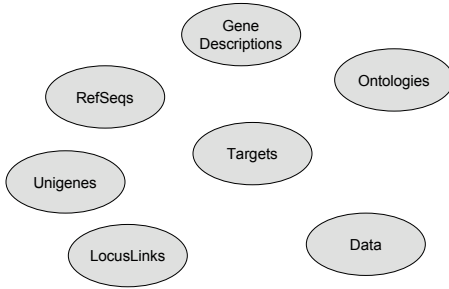 Gene
Descriptions
Ontologies
RefSeqs
Targets
Unigenes
LocusLinks
Data